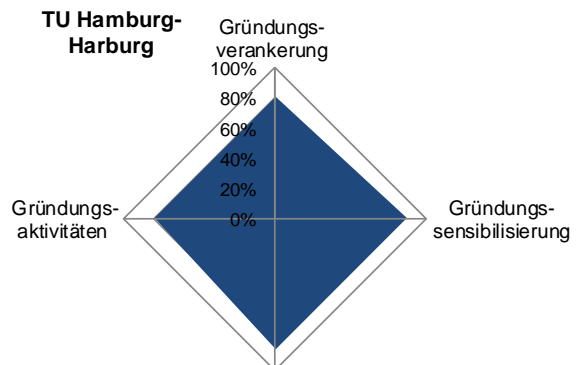 TU Hamburg-
Harburg
Gründungs-
verankerung
100%
80%
60%
40%
20%
0%
Gründungs-
aktivitäten
Gründungs-
sensibilisierung